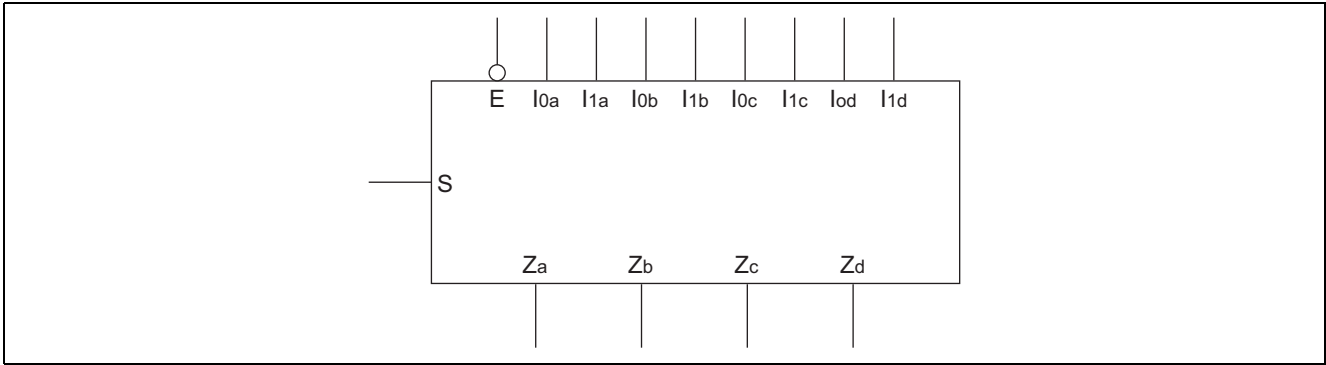 E I0a I1a I0b I1b I0c I1c Iod I1d
S
Za Zb Zc Zd